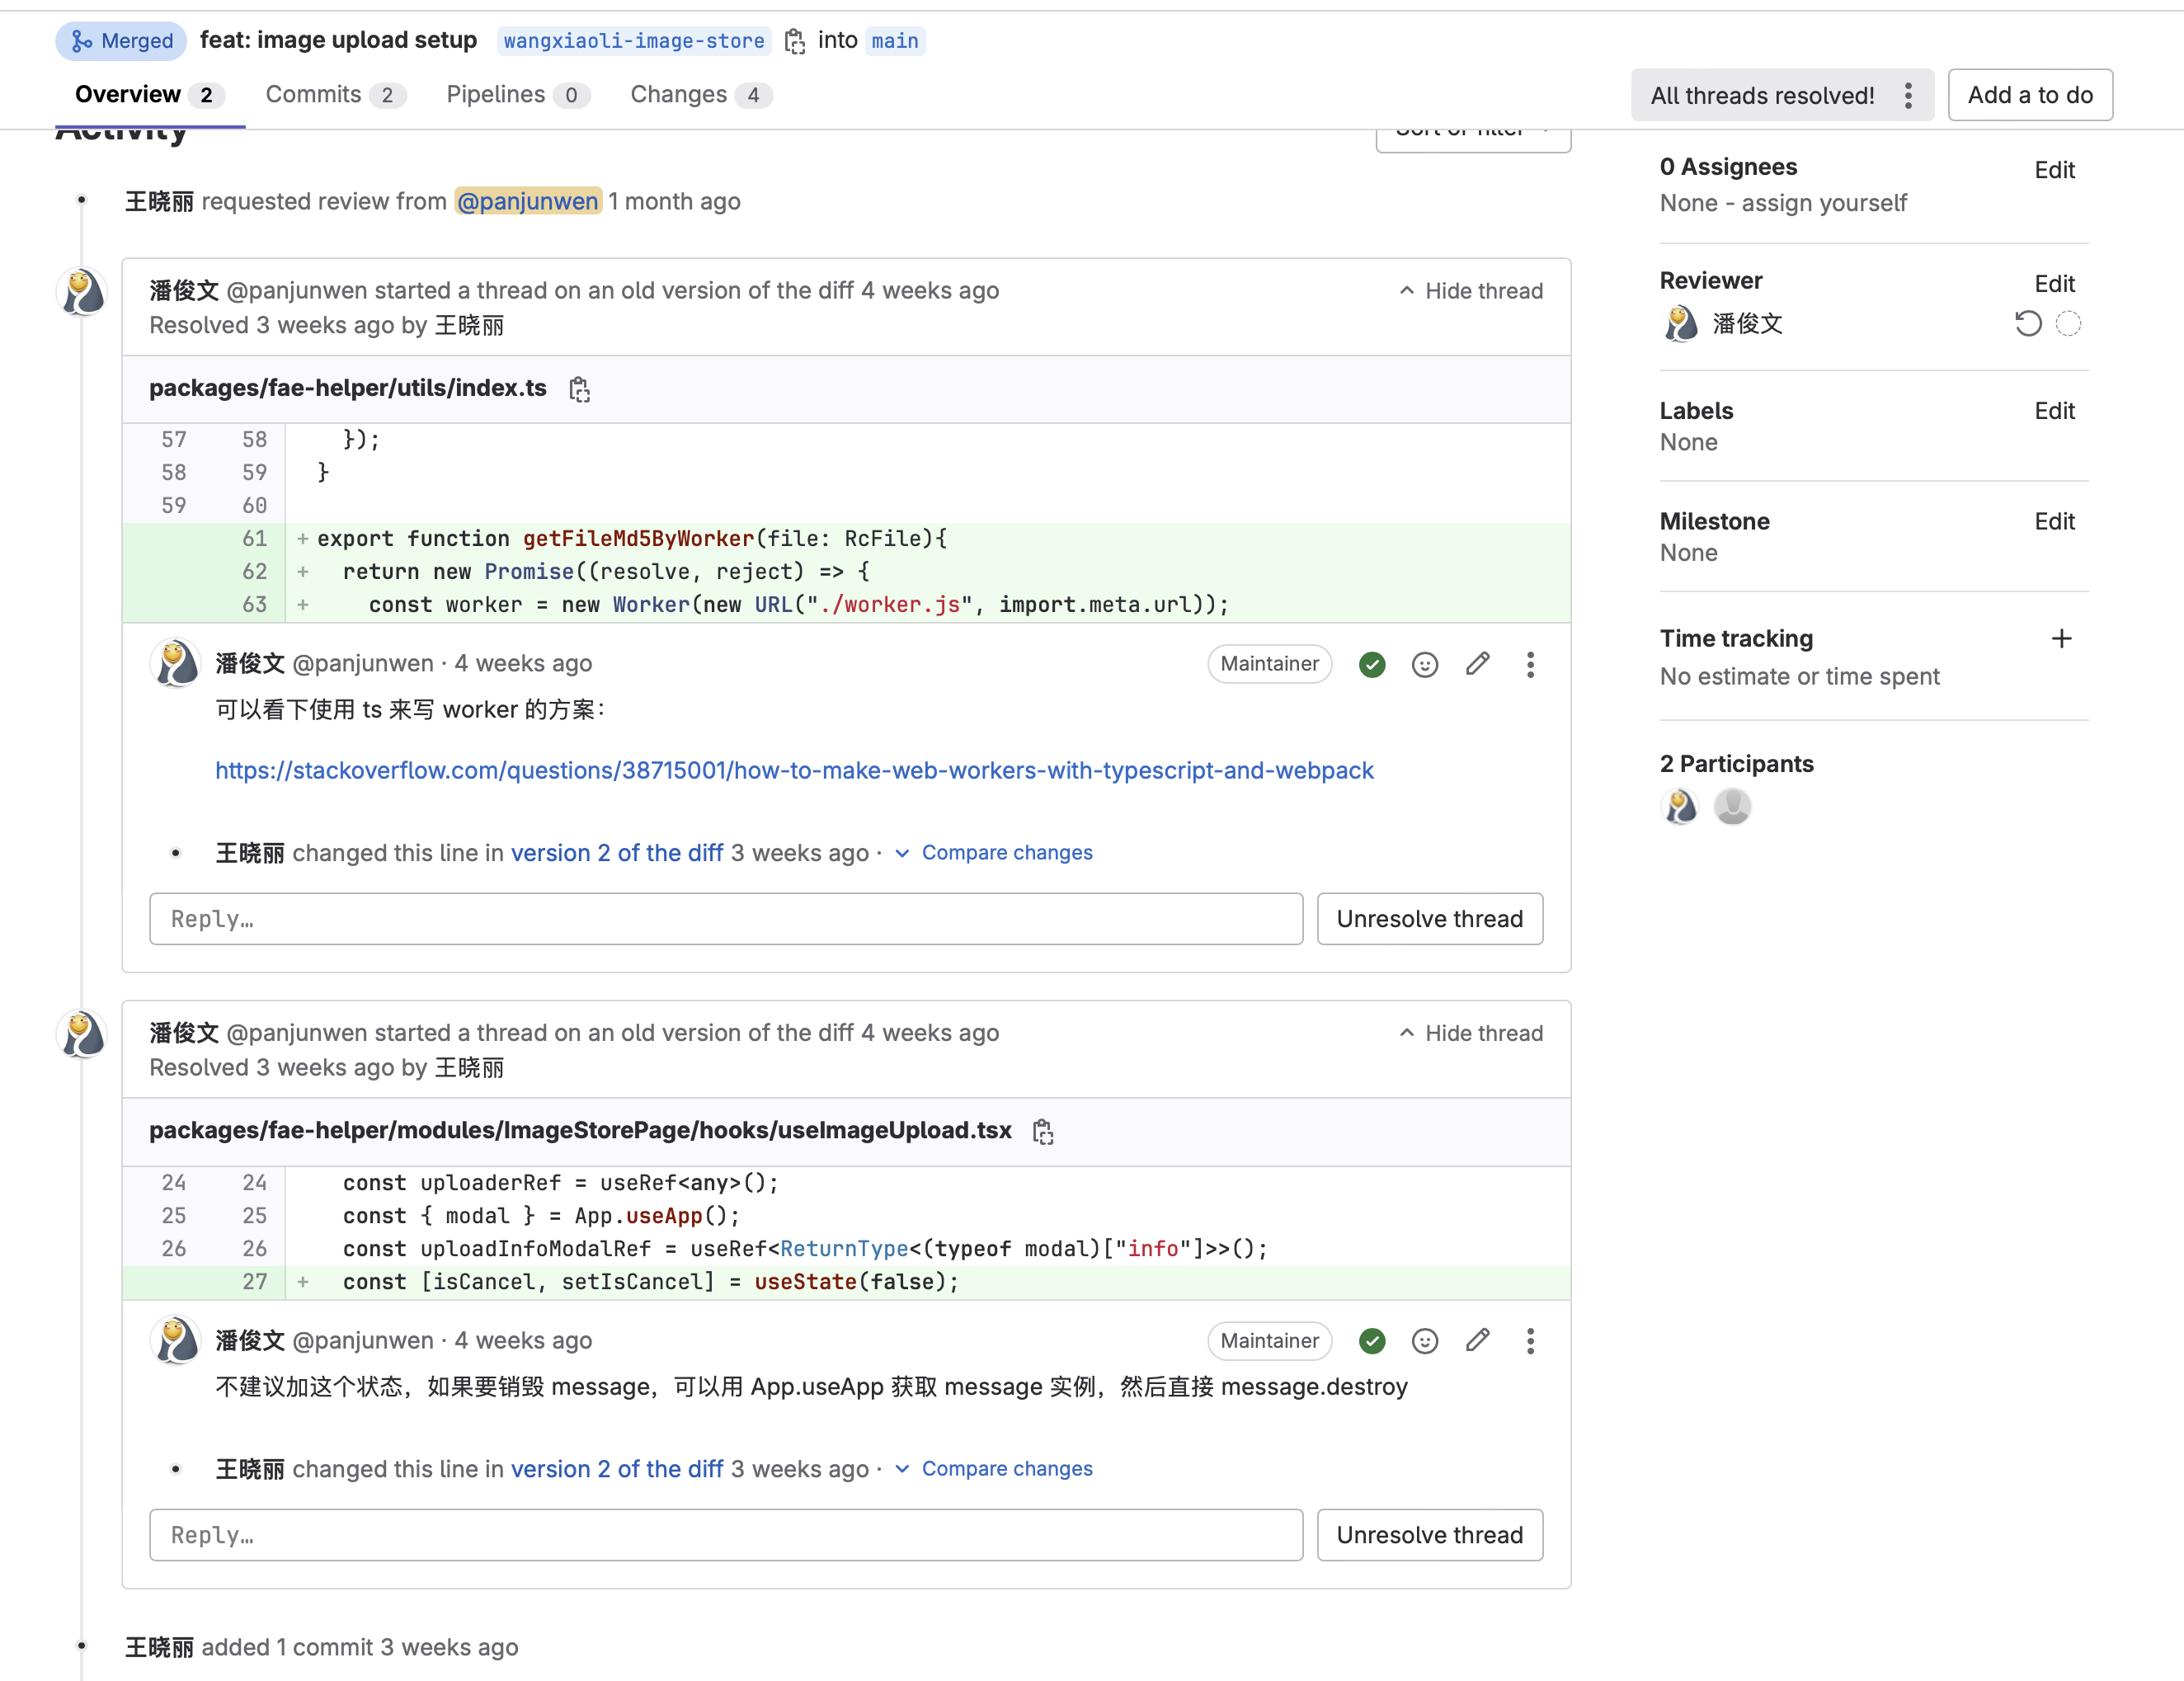 Merged feat: image upload setup wangxiaoli-image-store into main
Overview 2 Commits 2 Pipelines 0 Changes 4 All threads resolved! Add a to do
Activity
Sort or filter
王晓丽 requested review from @panjunwen 1 month ago
潘俊文 @panjunwen started a thread on an old version of the diff 4 weeks ago Hide thread
Resolved 3 weeks ago by 王晓丽
packages/fae-helper/utils/index.ts
57 58 });
58 59 }
59 60
61 + export function getFileMd5ByWorker(file: RcFile){
62 + return new Promise((resolve, reject) => {
63 + const worker = new Worker(new URL("./worker.js", import.meta.url));
潘俊文 @panjunwen · 4 weeks ago Maintainer
可以看下使用 ts 来写 worker 的方案：
https://stackoverflow.com/questions/38715001/how-to-make-web-workers-with-typescript-and-webpack
王晓丽 changed this line in version 2 of the diff 3 weeks ago · Compare changes
Reply… Unresolve thread
潘俊文 @panjunwen started a thread on an old version of the diff 4 weeks ago Hide thread
Resolved 3 weeks ago by 王晓丽
packages/fae-helper/modules/ImageStorePage/hooks/useImageUpload.tsx
24 24 const uploaderRef = useRef<any>();
25 25 const { modal } = App.useApp();
26 26 const uploadInfoModalRef = useRef<ReturnType<(typeof modal)["info"]>>();
27 + const [isCancel, setIsCancel] = useState(false);
潘俊文 @panjunwen · 4 weeks ago Maintainer
不建议加这个状态，如果要销毁 message，可以用 App.useApp 获取 message 实例，然后直接 message.destroy
王晓丽 changed this line in version 2 of the diff 3 weeks ago · Compare changes
Reply… Unresolve thread
王晓丽 added 1 commit 3 weeks ago
0 Assignees Edit
None - assign yourself
Reviewer Edit
潘俊文
Labels Edit
None
Milestone Edit
None
Time tracking +
No estimate or time spent
2 Participants